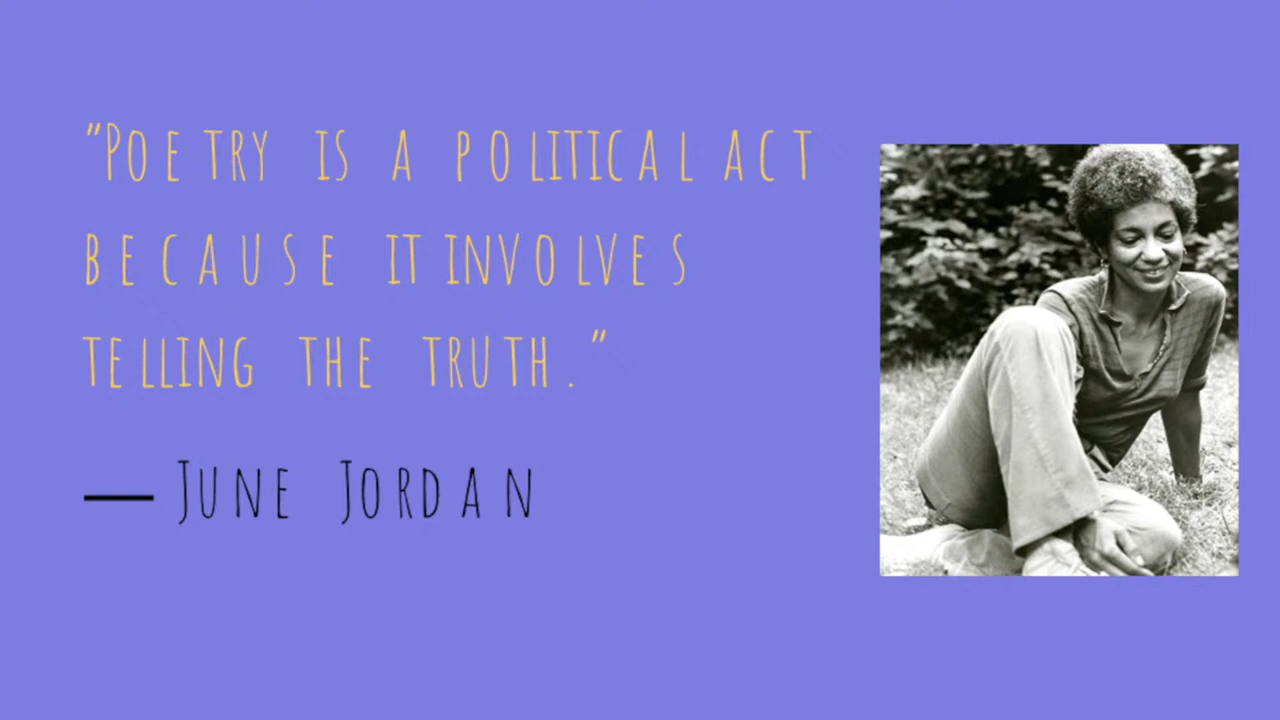 "Poetry is a political act
because it involves
telling the truth."
— June Jordan